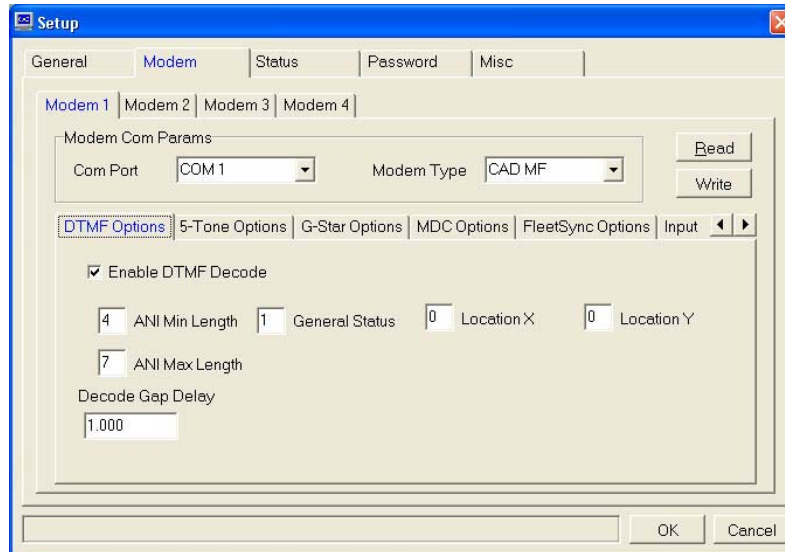 Setup
General Modem Status Password Misc
Modem 1 Modem 2 Modem 3 Modem 4
Modem Com Params
Com Port COM 1 Modem Type CAD MF
Read
Write
DTMF Options 5-Tone Options G-Star Options MDC Options FleetSync Options Input
Enable DTMF Decode
4 ANI Min Length 1 General Status 0 Location X 0 Location Y
7 ANI Max Length
Decode Gap Delay
1.000
OK Cancel